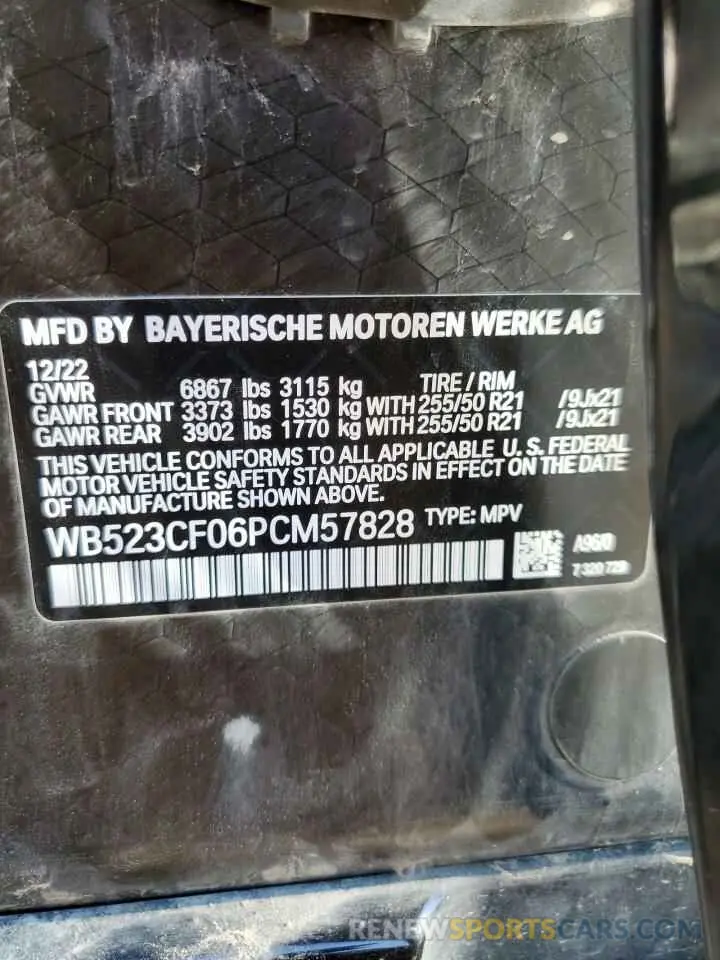 MFD BY BAYERISCHE MOTOREN WERKE AG
12/22
GVWR 6867 lbs 3115 kg TIRE / RIM
GAWR FRONT 3373 lbs 1530 kg WITH 255/50 R21 /9Jx21
GAWR REAR 3902 lbs 1770 kg WITH 255/50 R21 /9Jx21
THIS VEHICLE CONFORMS TO ALL APPLICABLE U.S. FEDERAL
MOTOR VEHICLE SAFETY STANDARDS IN EFFECT ON THE DATE
OF MANUFACTURE SHOWN ABOVE.
WB523CF06PCM57828 TYPE: MPV
7 320
RENEWSPORTSCARS.COM